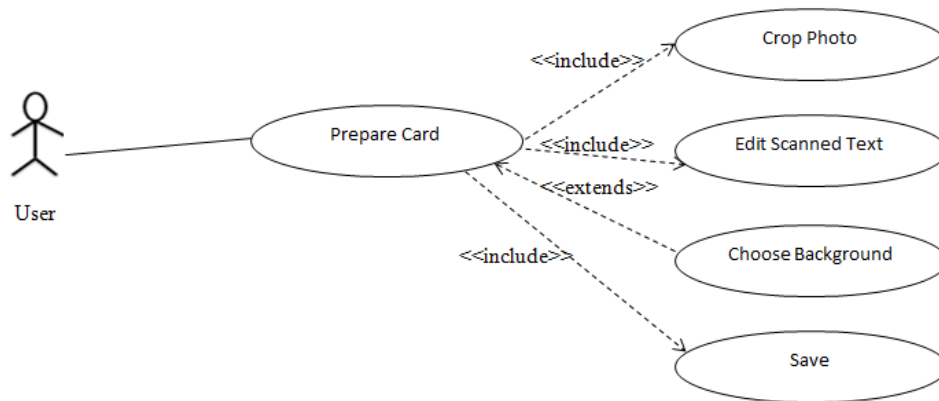 Crop Photo
<<include>>
Prepare Card
<<include>>
Edit Scanned Text
<<extends>>
User
<<include>>
Choose Background
Save